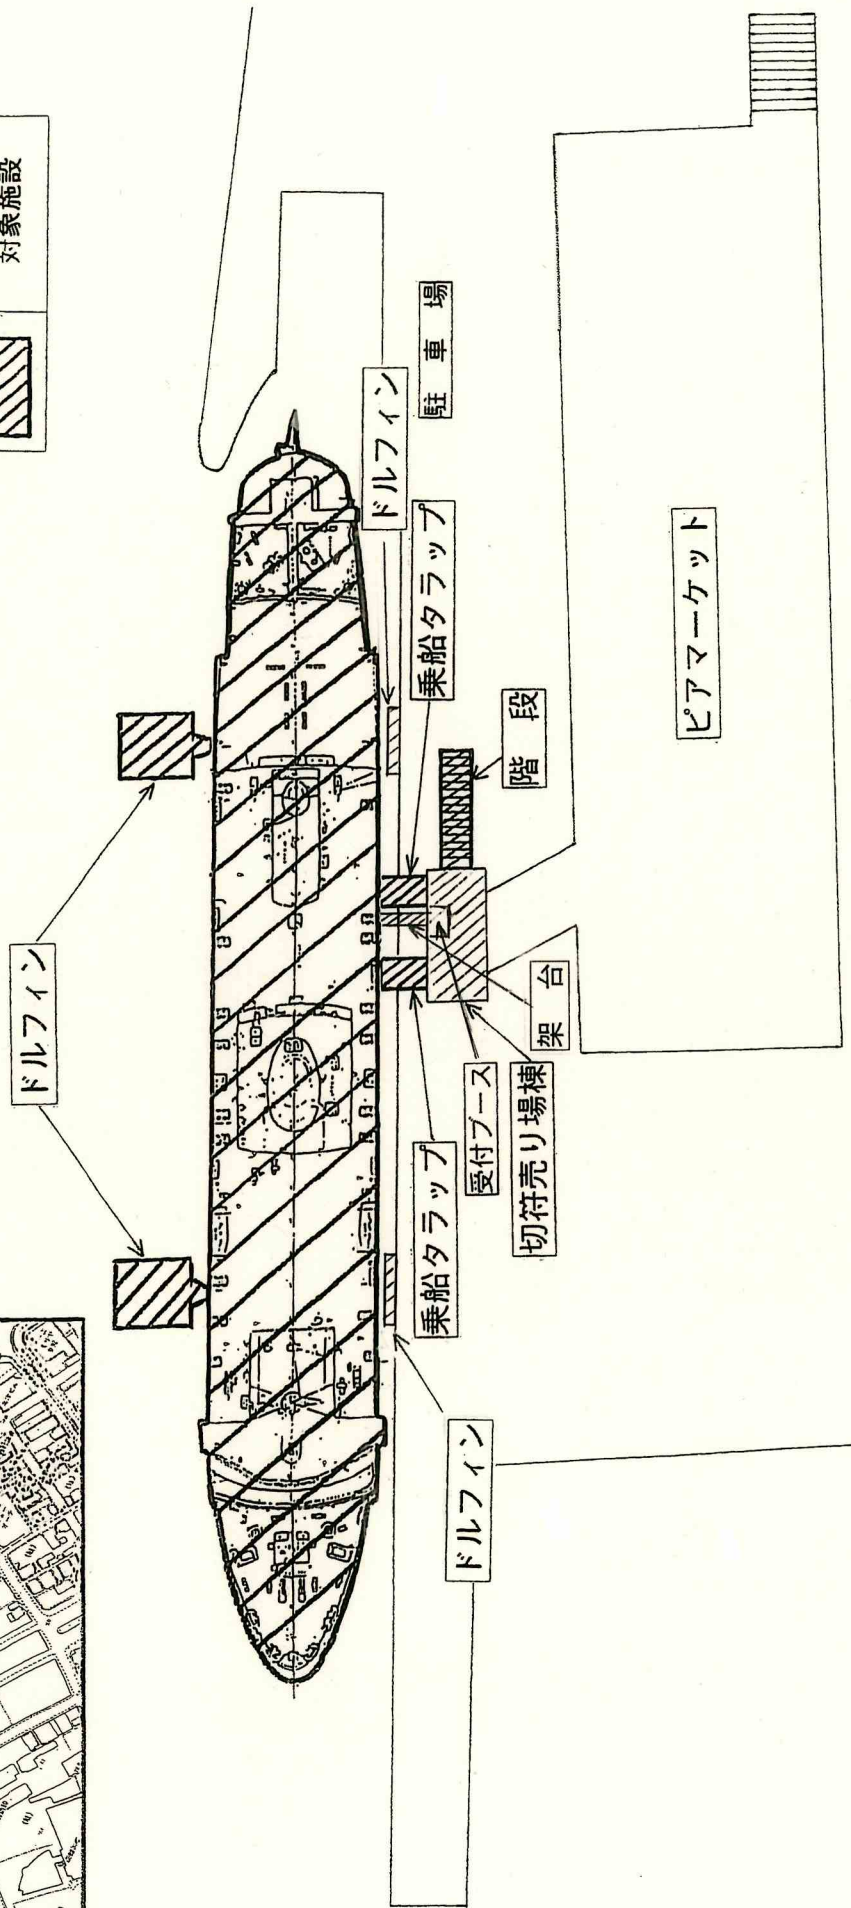 対象施設
ドルフィン
ドルフィン
駐車場
乗船タラップ
階段
ピアマーケット
架台
受付ブース
切符売り場棟
乗船タラップ
ドルフィン